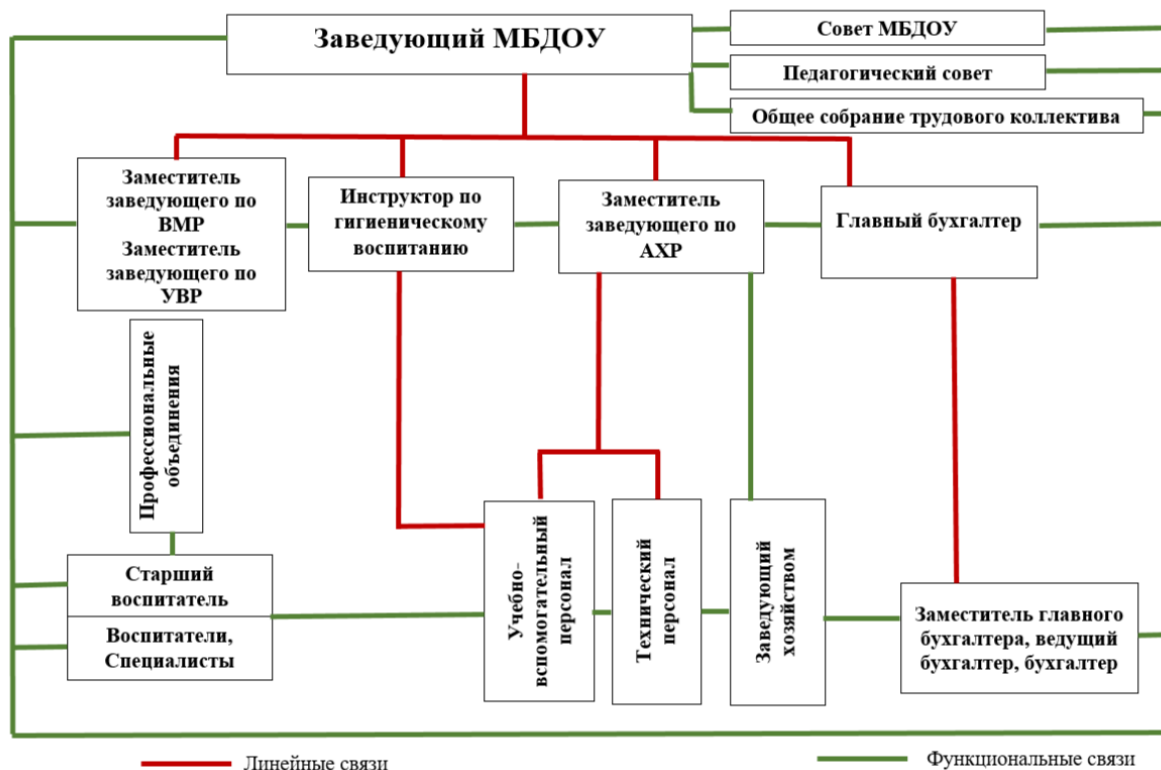 Заведующий МБДОУ
Совет МБДОУ
Педагогический совет
Общее собрание трудового коллектива
Заместитель
заведующего по
ВМР
Заместитель
заведующего по
УВР
Инструктор по
гигиеническому
воспитанию
Заместитель
заведующего по
АХР
Главный бухгалтер
Профессиональные
объединения
Старший
воспитатель
Воспитатели,
Специалисты
Учебно-
вспомогательный
персонал
Технический
персонал
Заведующий
хозяйством
Заместитель главного
бухгалтера, ведущий
бухгалтер, бухгалтер
Линейные связи
Функциональные связи